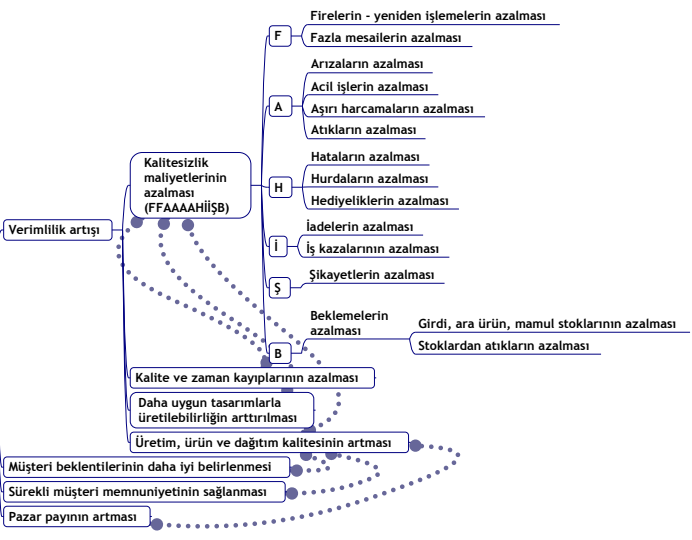 Verimlilik artışı
Kalitesizlik
maliyetlerinin
azalması
(FFAAAAHİİŞB)
F
Firelerin - yeniden işlemelerin azalması
Fazla mesailerin azalması
A
Arızaların azalması
Acil işlerin azalması
Aşırı harcamaların azalması
Atıkların azalması
H
Hataların azalması
Hurdaların azalması
Hediyeliklerin azalması
İ
İadelerin azalması
İş kazalarının azalması
Ş
Şikayetlerin azalması
B
Beklemelerin
azalması
Girdi, ara ürün, mamul stoklarının azalması
Stoklardan atıkların azalması
Kalite ve zaman kayıplarının azalması
Daha uygun tasarımlarla
üretilebilirliğin arttırılması
Üretim, ürün ve dağıtım kalitesinin artması
Müşteri beklentilerinin daha iyi belirlenmesi
Sürekli müşteri memnuniyetinin sağlanması
Pazar payının artması